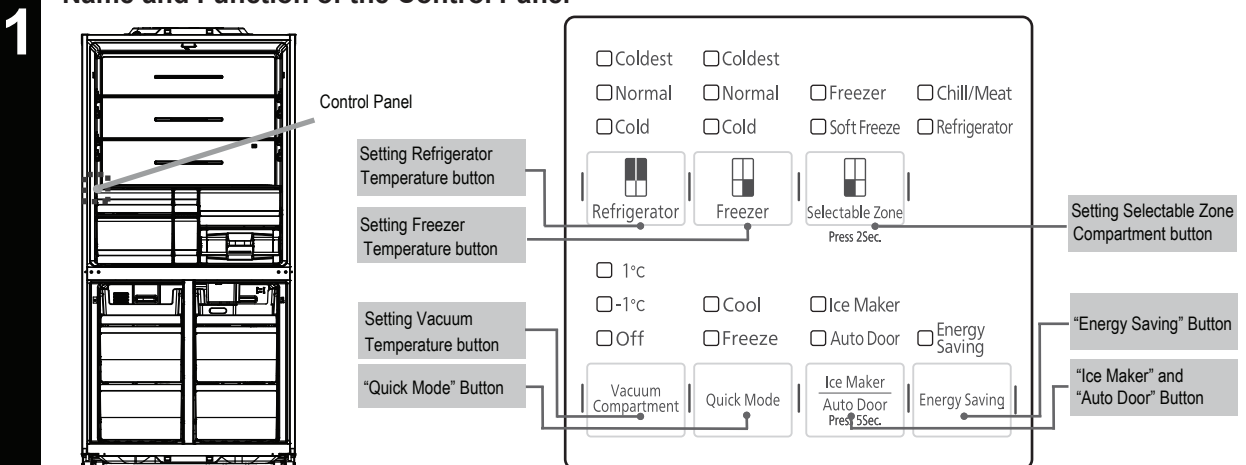 1
Name and Function of the Control Panel
Control Panel
Setting Refrigerator
Temperature button
Setting Freezer
Temperature button
Setting Vacuum
Temperature button
"Quick Mode" Button
Coldest
Coldest
Normal
Normal
Freezer
Chill/Meat
Cold
Cold
Soft Freeze
Refrigerator
Refrigerator
Freezer
Selectable Zone
Press 2Sec.
1°c
-1°c
Cool
Ice Maker
Off
Freeze
Auto Door
Energy
Saving
Vacuum
Compartment
Quick Mode
Ice Maker
Auto Door
Press 5Sec.
Energy Saving
Setting Selectable Zone
Compartment button
“Energy Saving” Button
“Ice Maker” and
“Auto Door” Button